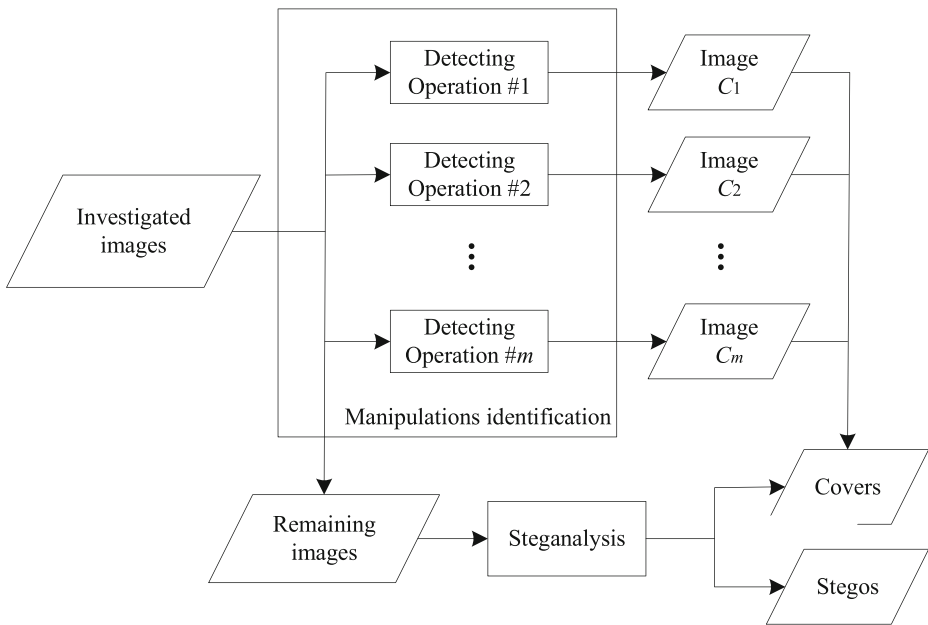 Detecting
Operation #1
Image
C1
Detecting
Operation #2
Image
C2
Investigated
images
Detecting
Operation #m
Image
Cm
Manipulations identification
Remaining
images
Steganalysis
Covers
Stegos